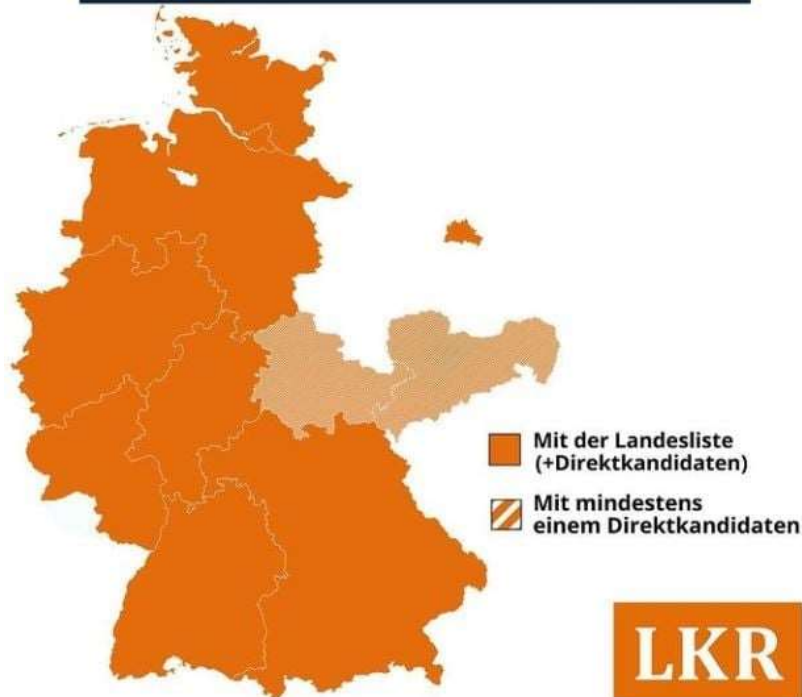 Mit der Landesliste
(+Direktkandidaten)
Mit mindestens
einem Direktkandidaten
LKR